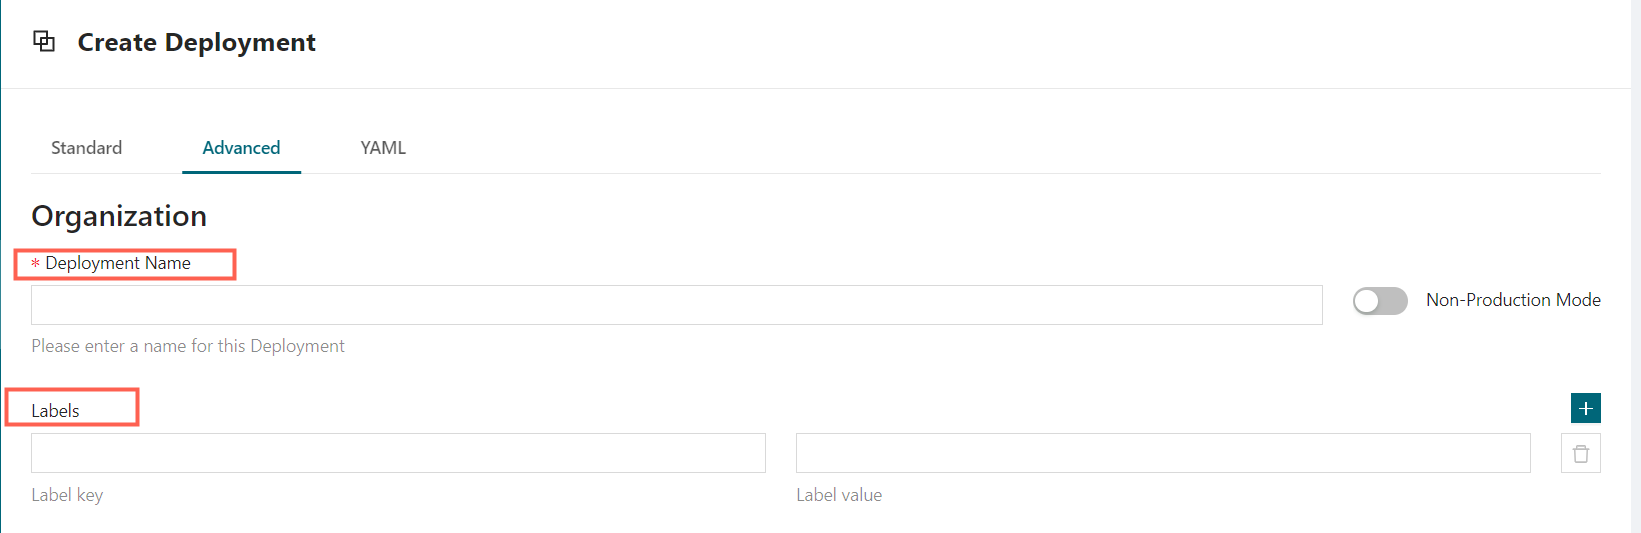 Create Deployment
Standard Advanced YAML
Organization
* Deployment Name
Non-Production Mode
Please enter a name for this Deployment
Labels
Label key Label value